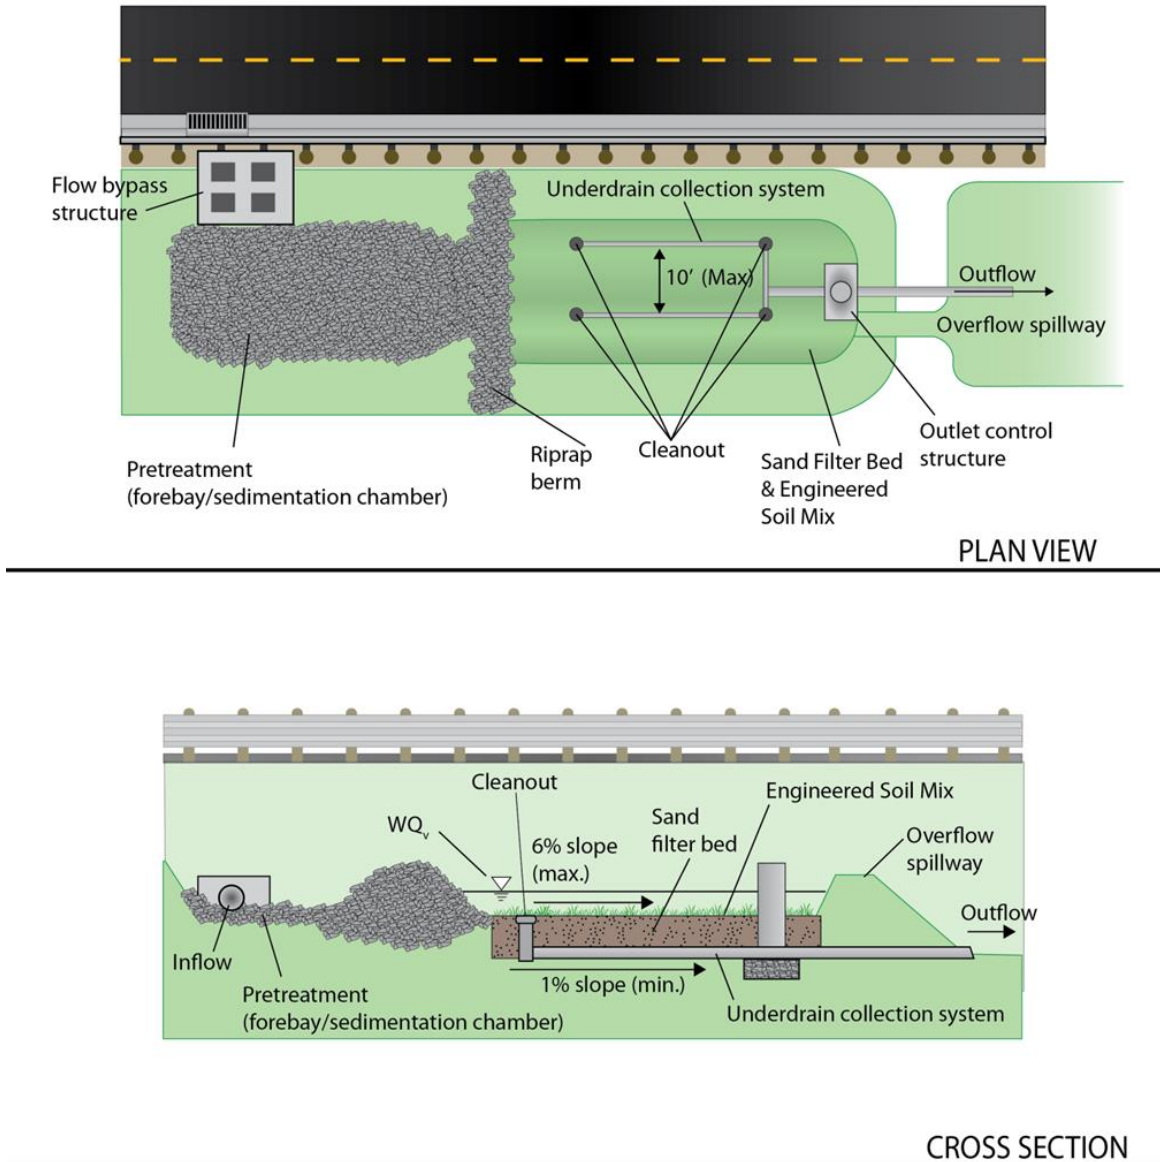 Flow bypass
structure
Underdrain collection system
10' (Max)
Outflow
Overflow spillway
Pretreatment
(forebay/sedimentation chamber)
Riprap
berm
Cleanout
Sand Filter Bed
& Engineered
Soil Mix
Outlet control
structure
PLAN VIEW
Cleanout
WQv
6% slope
(max.)
Sand
filter bed
Engineered Soil Mix
Overflow
spillway
Outflow
Inflow
Pretreatment
(forebay/sedimentation chamber)
1% slope (min.)
Underdrain collection system
CROSS SECTION